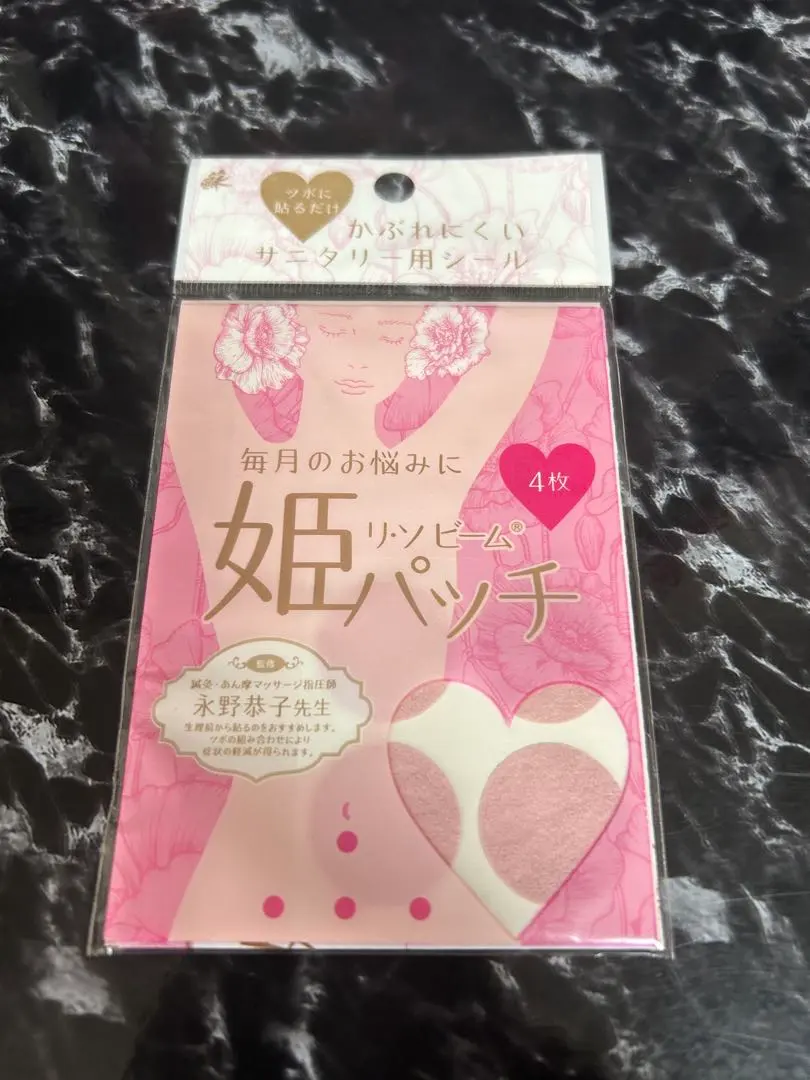 ツボに
貼るだけ
かぶれにくい
サニタリー用シール
毎月のお悩みに
4枚
姫
リ・ソビーム®
パッチ
監修
鍼灸・あん摩マッサージ指圧師
永野恭子先生
生理前から貼るのをおすすめします。
ツボの組み合わせにより
症状の軽減が得られます。